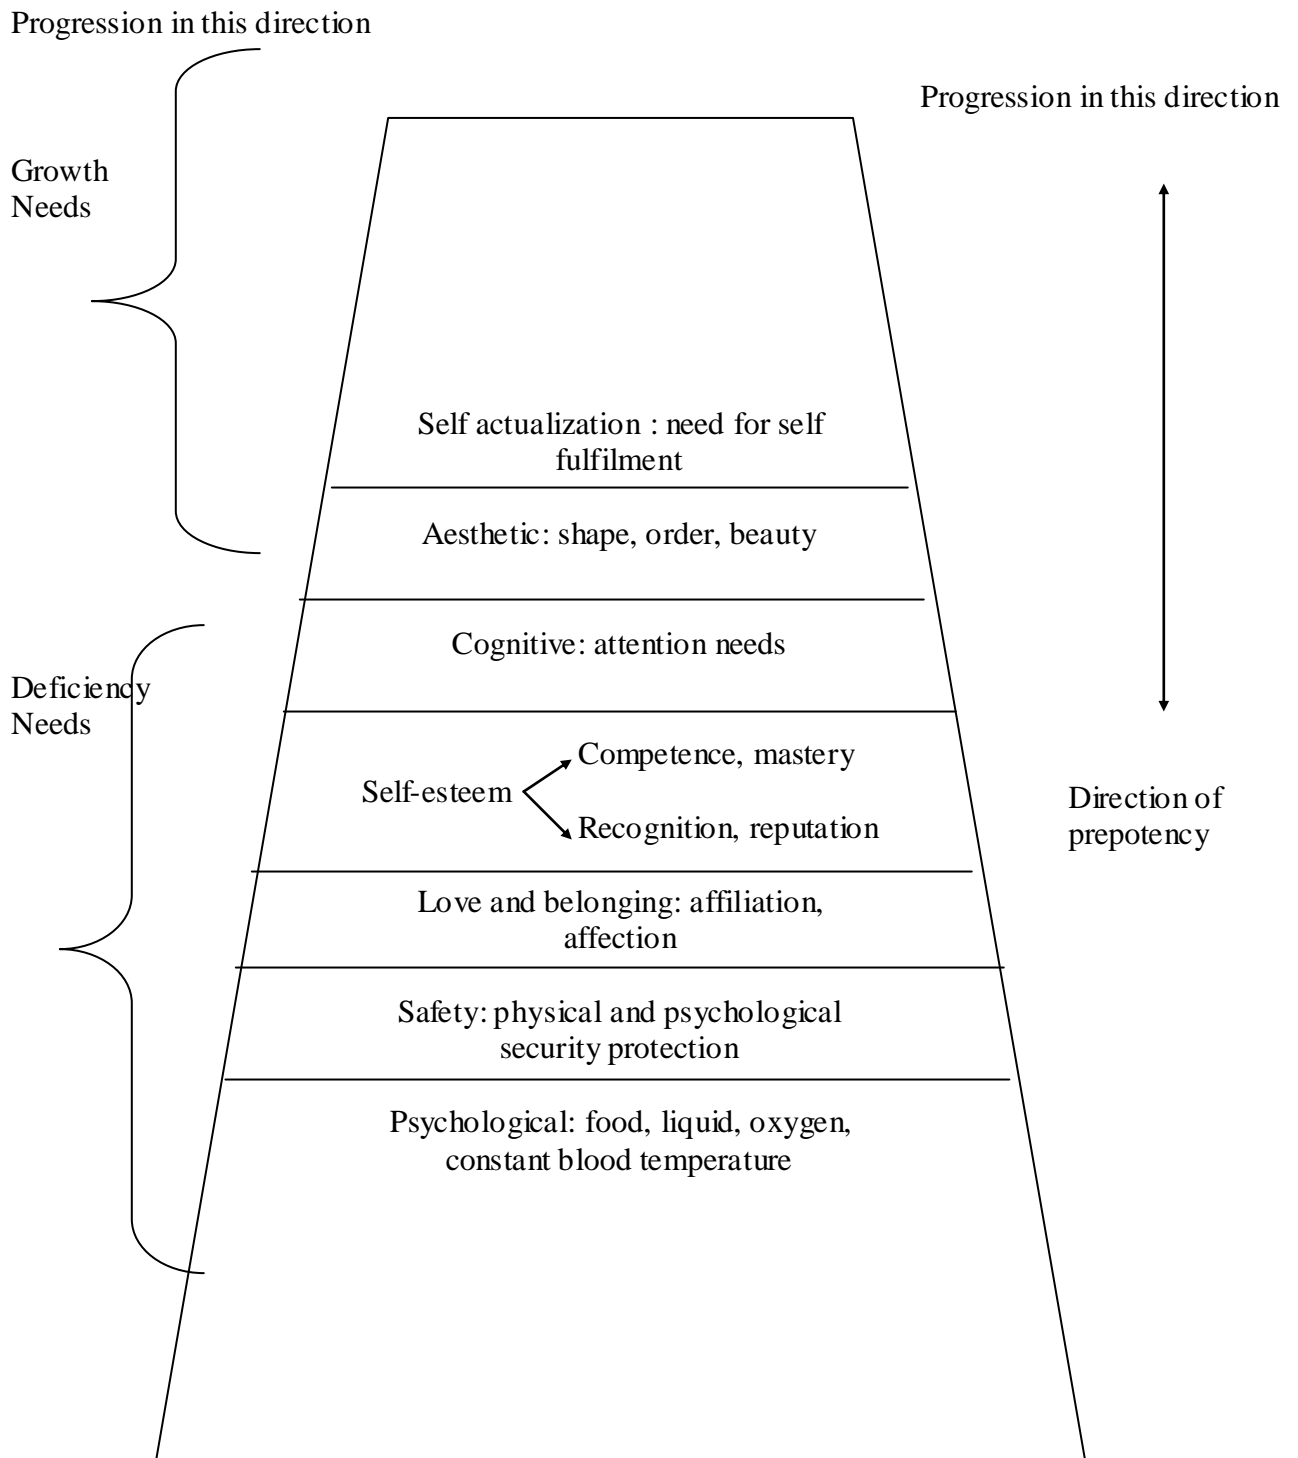 Progression in this direction
Progression in this direction
Growth
Needs
Self actualization : need for self
fulfilment
Aesthetic: shape, order, beauty
Cognitive: attention needs
Deficiency
Needs
Competence, mastery
Self-esteem
Recognition, reputation
Direction of
prepotency
Love and belonging: affiliation,
affection
Safety: physical and psychological
security protection
Psychological: food, liquid, oxygen,
constant blood temperature